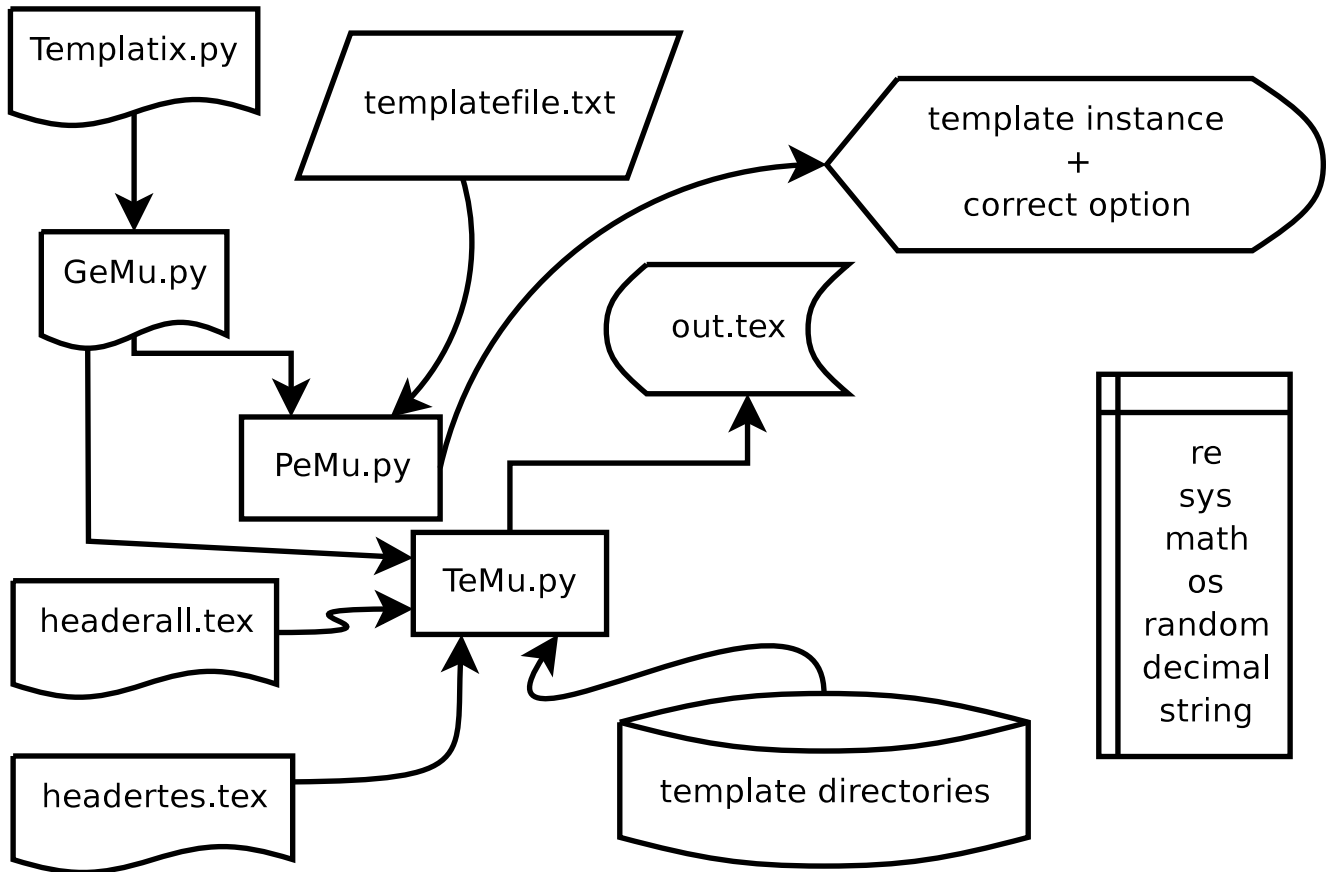 Templatix.py
templatefile.txt
template instance
+
correct option
GeMu.py
out.tex
PeMu.py
TeMu.py
headerall.tex
headertes.tex
template directories
re
sys
math
os
random
decimal
string